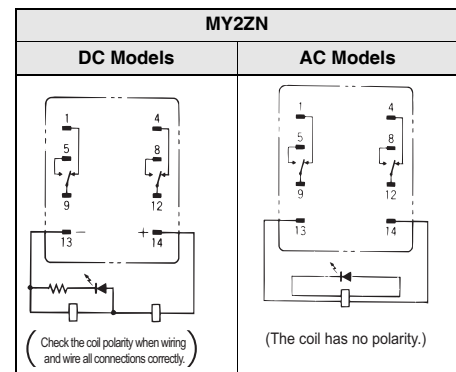 MY2ZN
DC Models
AC Models
1 4
5 8
9 12
13 − + 14
(Check the coil polarity when wiring
and wire all connections correctly.)
1 4
5 8
9 12
13 14
(The coil has no polarity.)